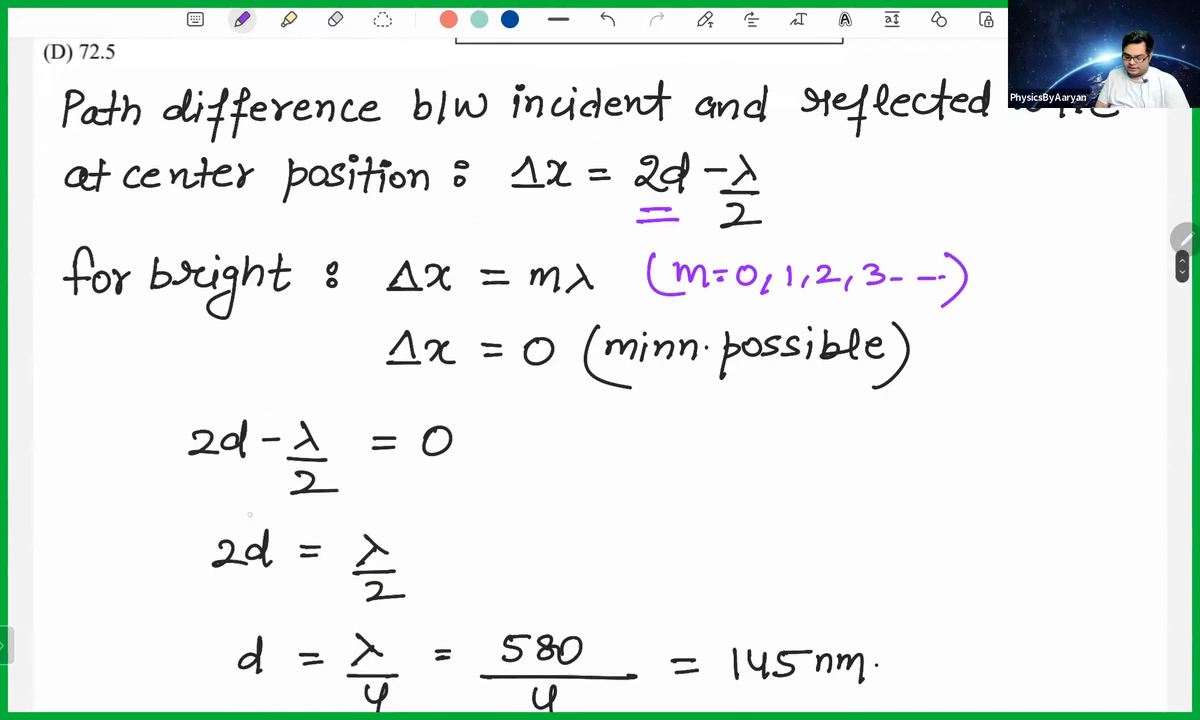 (D) 72.5
PhysicsByAaryan
Path difference b/w incident and reflected
at center position : Δx = 2d - λ/2
for bright : Δx = mλ (m=0,1,2,3- --)
Δx = 0 (minn. possible)
2d - λ/2 = 0
2d = λ/2
d = λ/4 = 580/4 = 145nm.